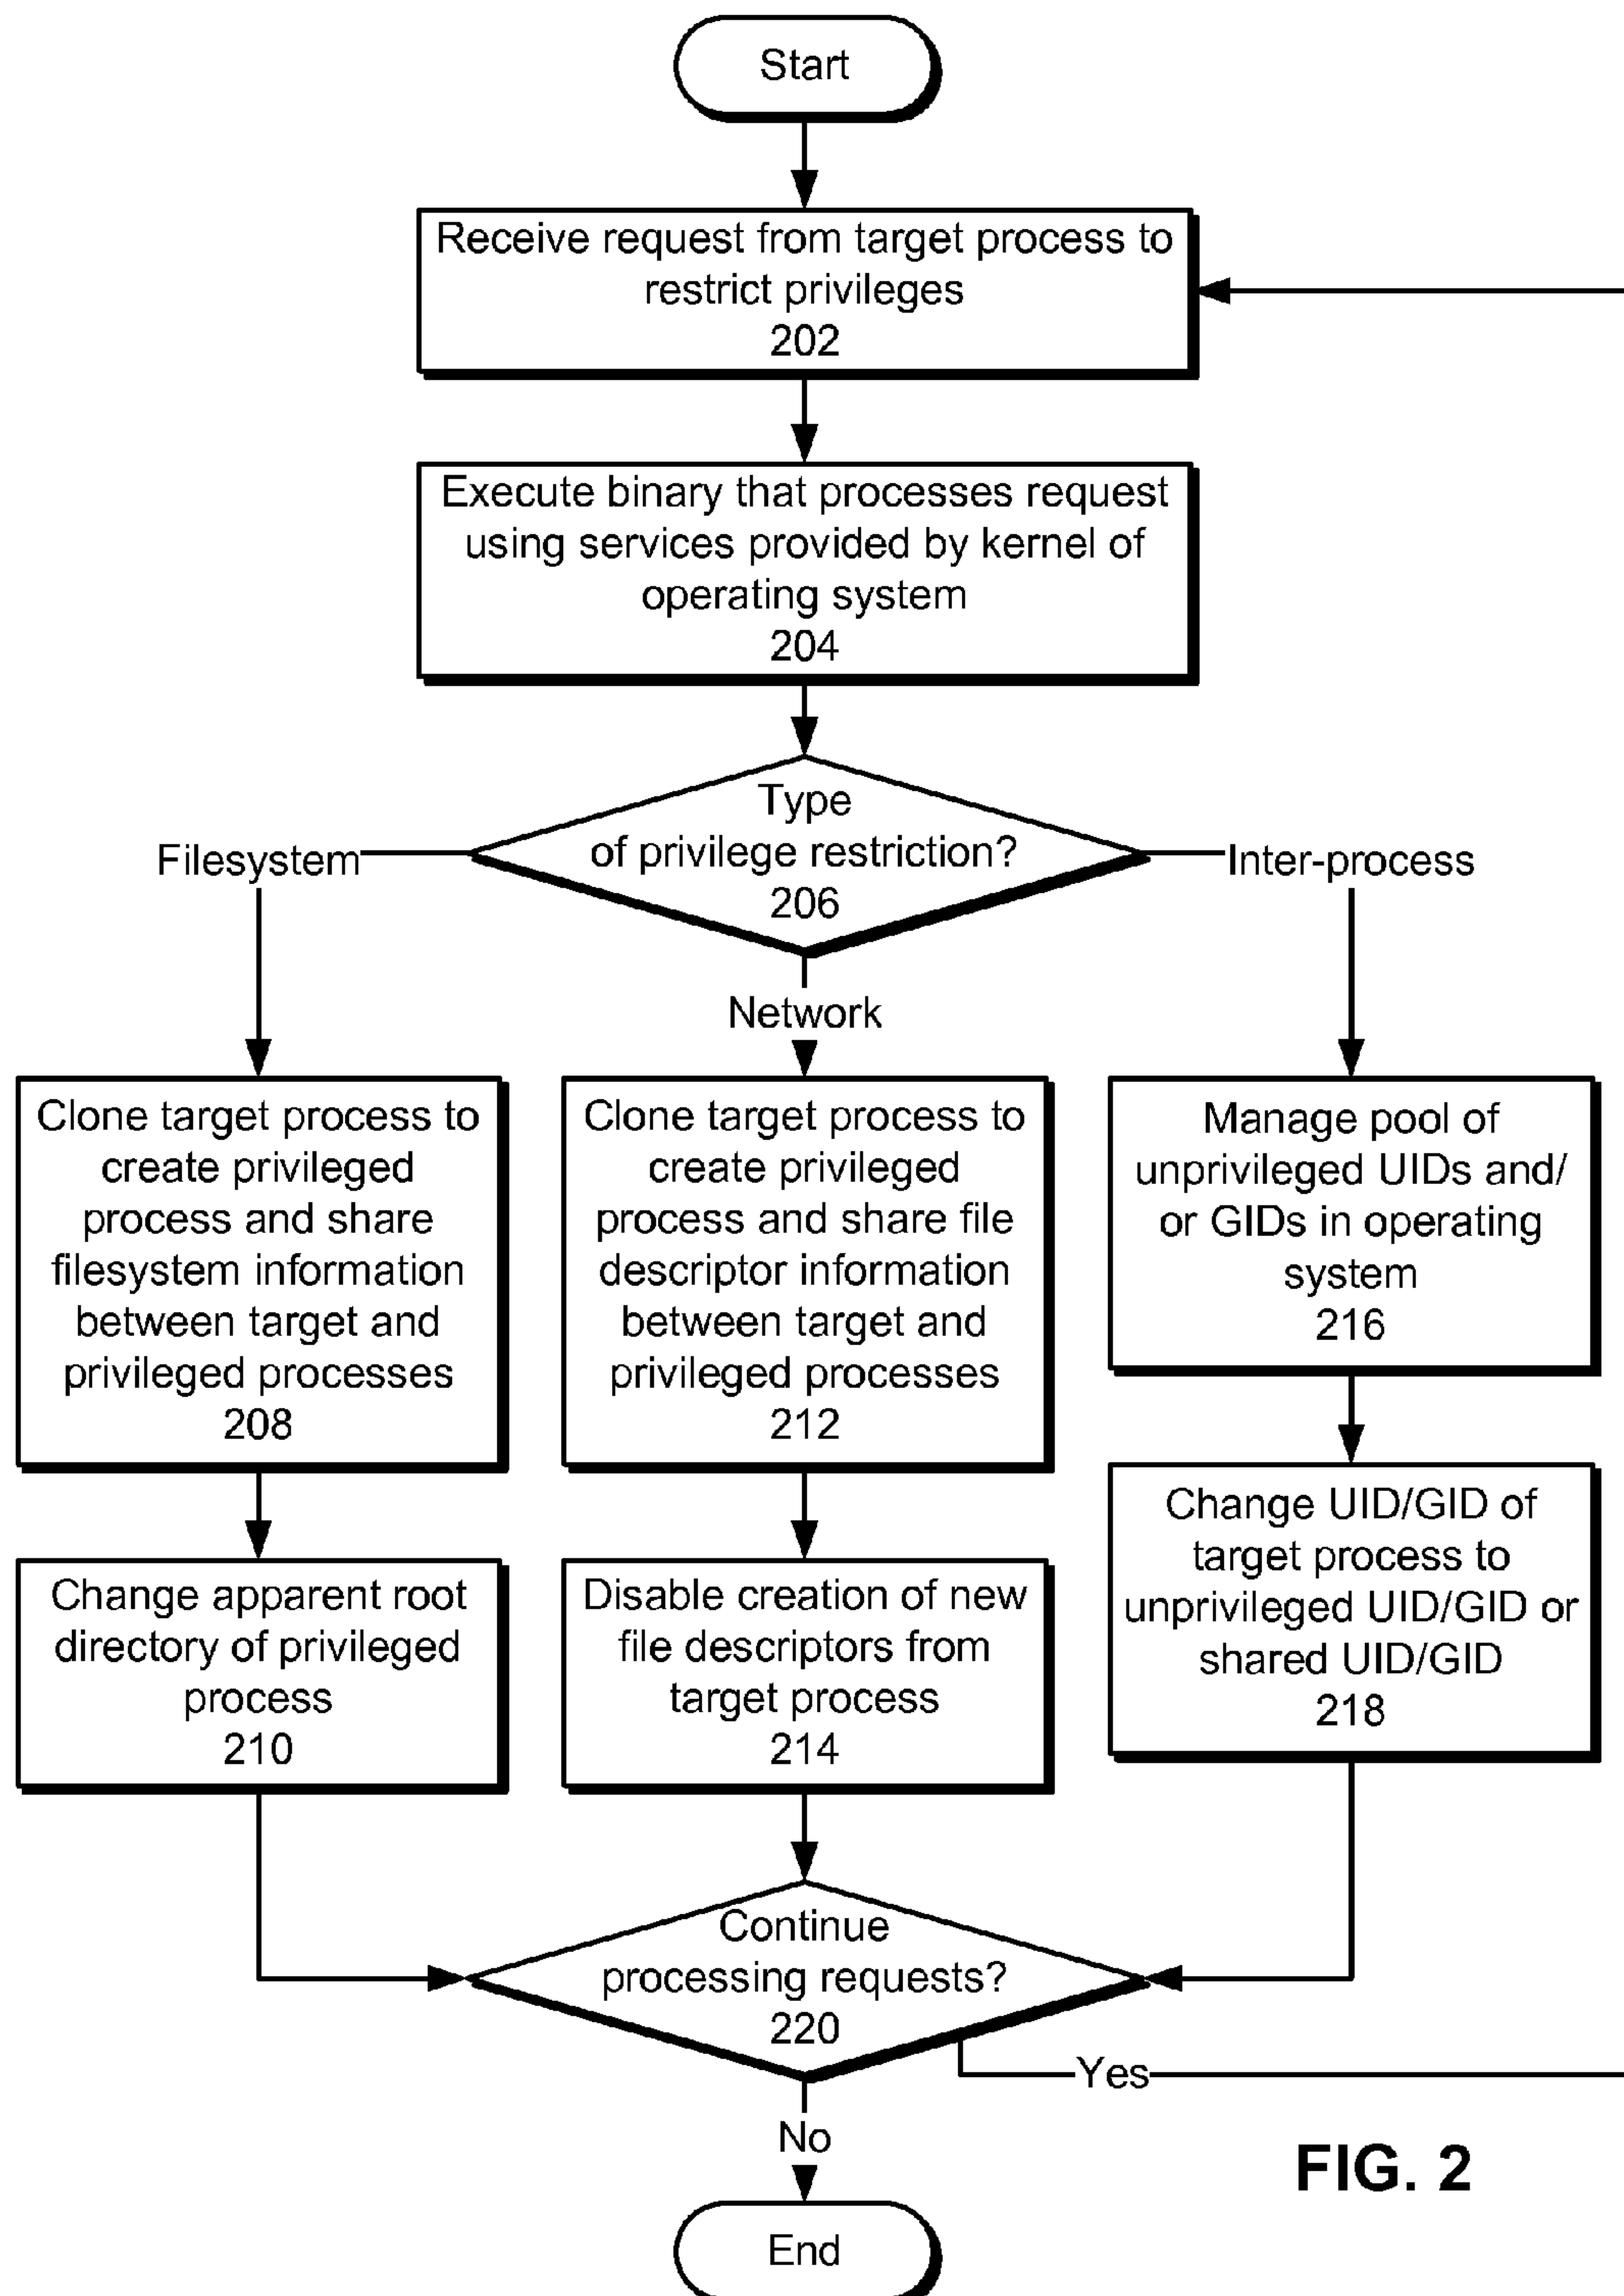 Start
Receive request from target process to
restrict privileges
202
Execute binary that processes request
using services provided by kernel of
operating system
204
Type
of privilege restriction?
206
Filesystem
Inter-process
Network
Clone target process to
create privileged
process and share
filesystem information
between target and
privileged processes
208
Clone target process to
create privileged
process and share file
descriptor information
between target and
privileged processes
212
Manage pool of
unprivileged UIDs and/
or GIDs in operating
system
216
Change apparent root
directory of privileged
process
210
Disable creation of new
file descriptors from
target process
214
Change UID/GID of
target process to
unprivileged UID/GID or
shared UID/GID
218
Continue
processing requests?
220
Yes
No
End
FIG. 2